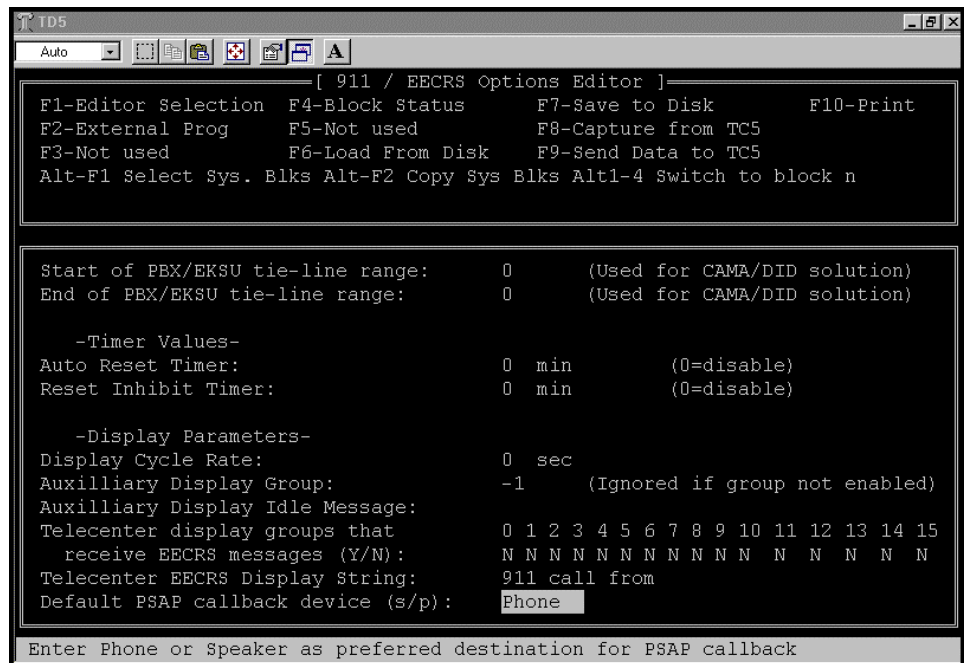 TD5
Auto A
[ 911 / EECRS Options Editor ]
F1-Editor Selection F4-Block Status F7-Save to Disk F10-Print
F2-External Prog F5-Not used F8-Capture from TC5
F3-Not used F6-Load From Disk F9-Send Data to TC5
Alt-F1 Select Sys. Blks Alt-F2 Copy Sys Blks Alt1-4 Switch to block n
Start of PBX/EKSU tie-line range: 0 (Used for CAMA/DID solution)
End of PBX/EKSU tie-line range: 0 (Used for CAMA/DID solution)
-Timer Values-
Auto Reset Timer: 0 min (0=disable)
Reset Inhibit Timer: 0 min (0=disable)
-Display Parameters-
Display Cycle Rate: 0 sec
Auxilliary Display Group: -1 (Ignored if group not enabled)
Auxilliary Display Idle Message:
Telecenter display groups that 0 1 2 3 4 5 6 7 8 9 10 11 12 13 14 15
receive EECRS messages (Y/N): N N N N N N N N N N N N N N N N
Telecenter EECRS Display String: 911 call from
Default PSAP callback device (s/p): Phone
Enter Phone or Speaker as preferred destination for PSAP callback